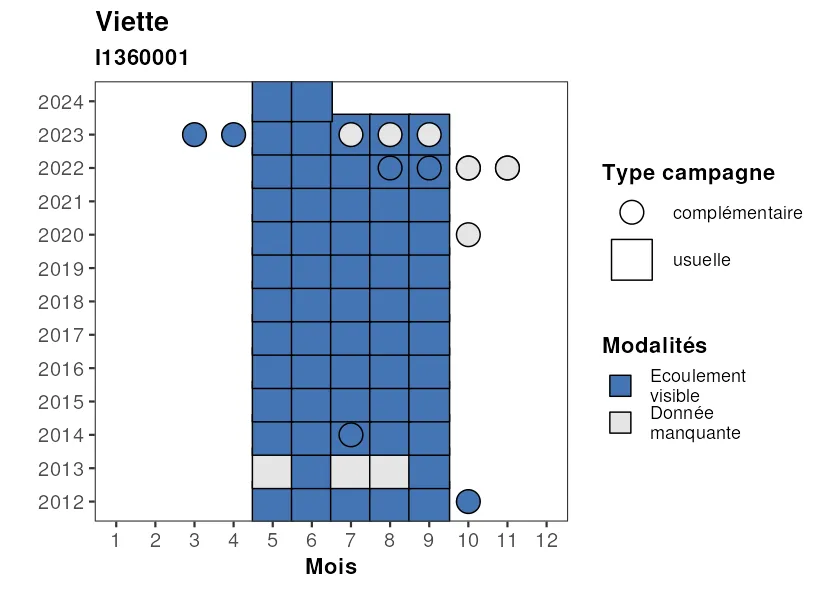 Viette
I1360001
2024
2023
2022
2021
2020
2019
2018
2017
2016
2015
2014
2013
2012
1 2 3 4 5 6 7 8 9 10 11 12
Mois
Type campagne
complémentaire
usuelle
Modalités
Ecoulement
visible
Donnée
manquante